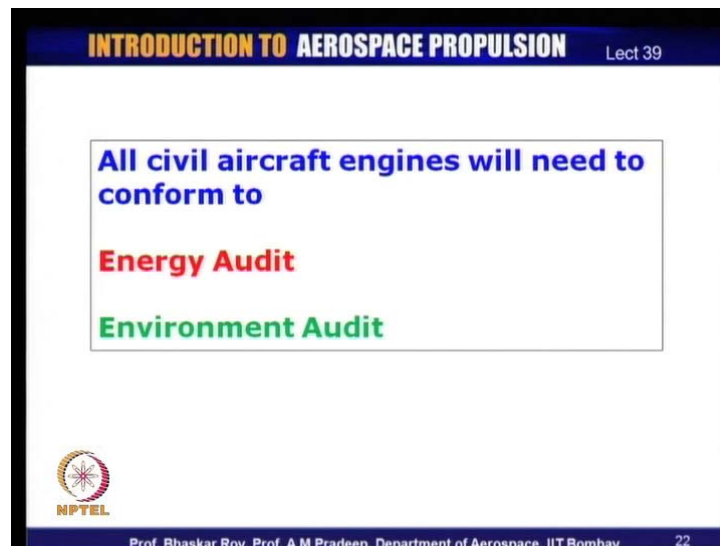 INTRODUCTION TO AEROSPACE PROPULSION Lect 39
All civil aircraft engines will need to
conform to
Energy Audit
Environment Audit
NPTEL
Prof. Bhaskar Roy, Prof. A M Pradeep, Department of Aerospace, IIT Bombay 22